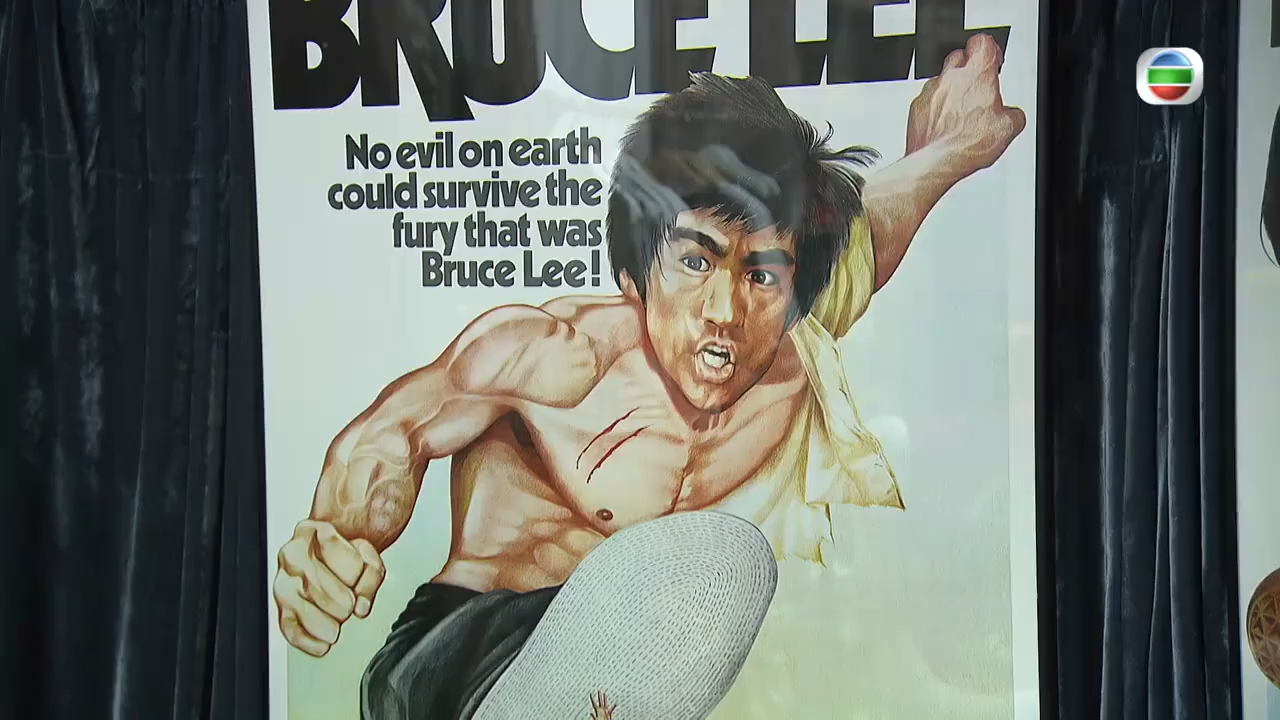 BRUCE LEE
No evil on earth
could survive the
fury that was
Bruce Lee!